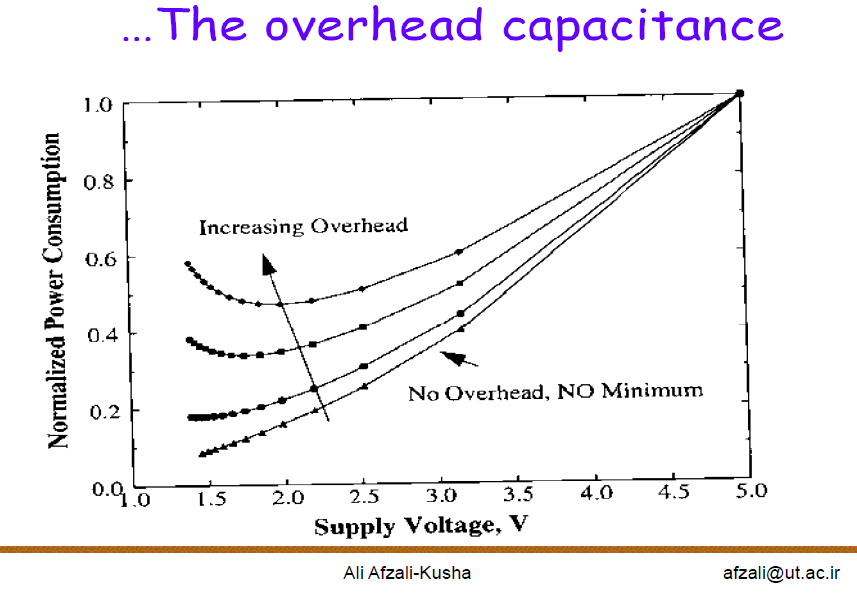 ...The overhead capacitance
Normalized Power Consumption
1.0
0.8
0.6
0.4
0.2
0.0
Increasing Overhead
No Overhead, NO Minimum
1.0 1.5 2.0 2.5 3.0 3.5 4.0 4.5 5.0
Supply Voltage, V
Ali Afzali-Kusha
afzali@ut.ac.ir